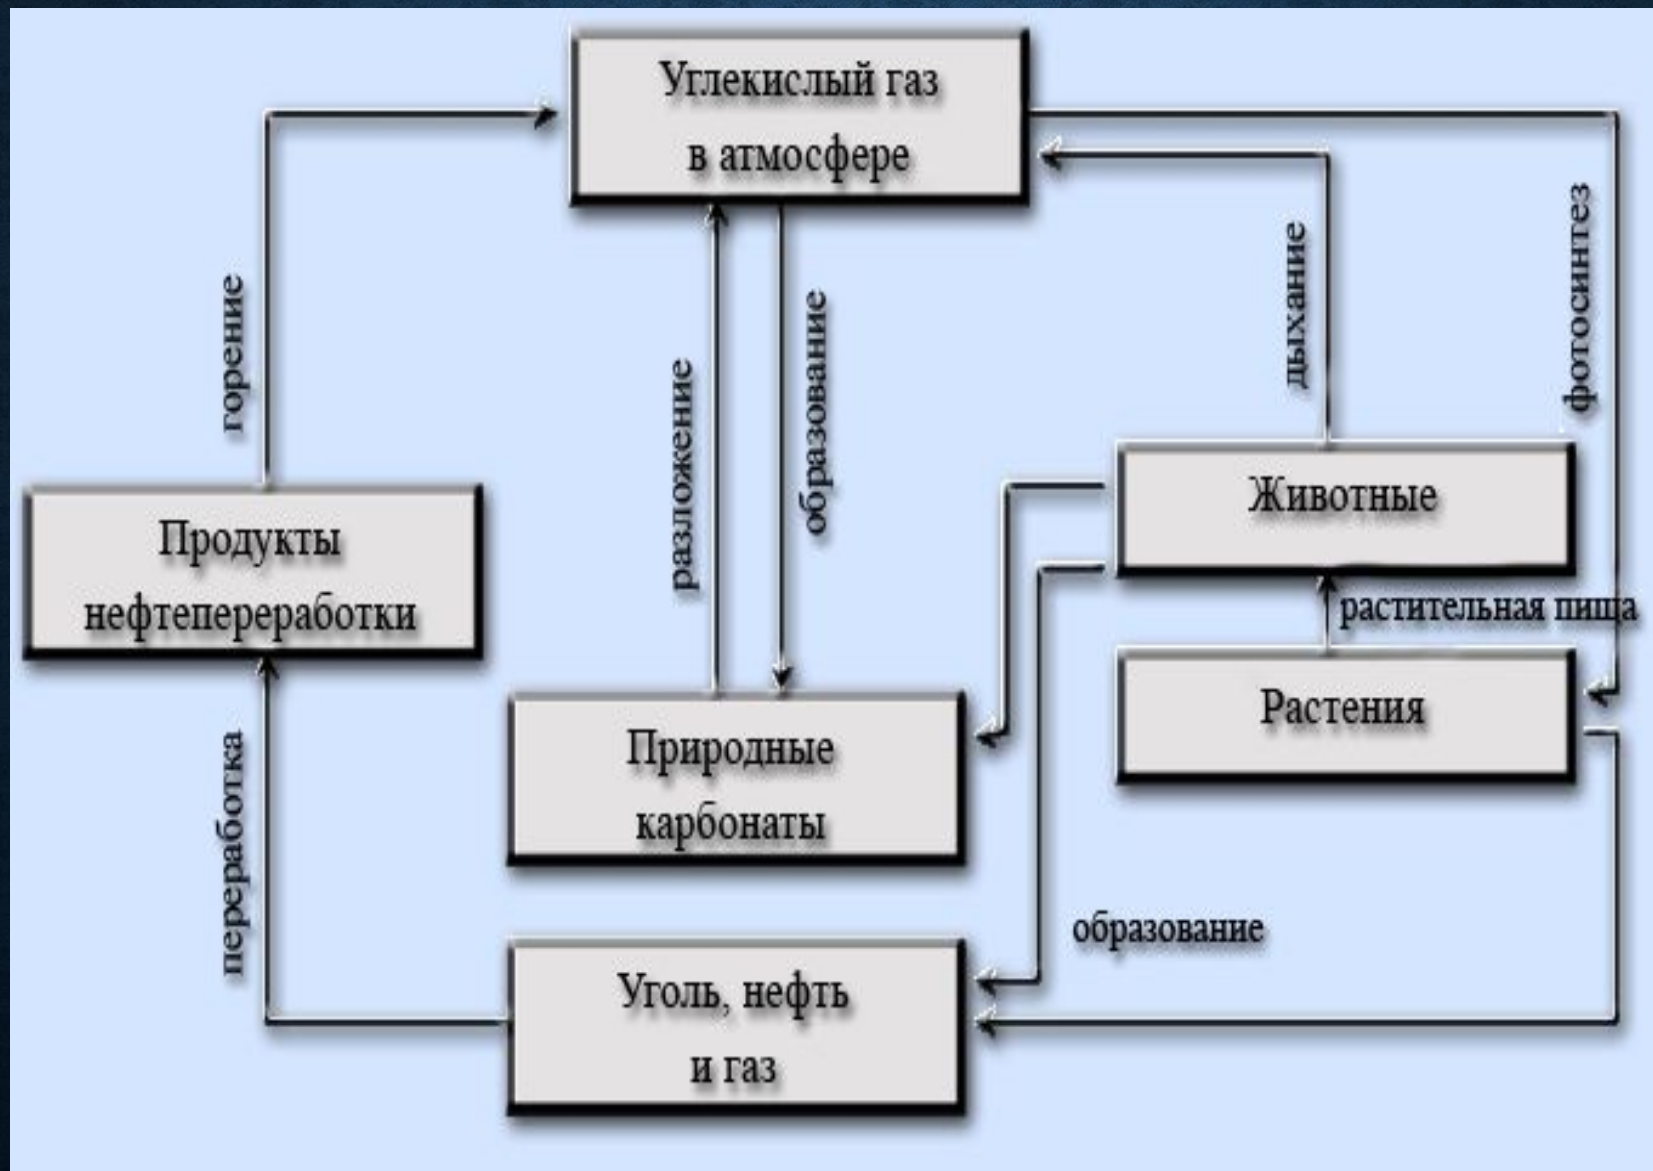 Углекислый газ
в атмосфере
горение
разложение
образование
дыхание
фотосинтез
Продукты
нефтепереработки
Животные
растительная пища
Растения
Природные
карбонаты
переработка
образование
Уголь, нефть
и газ